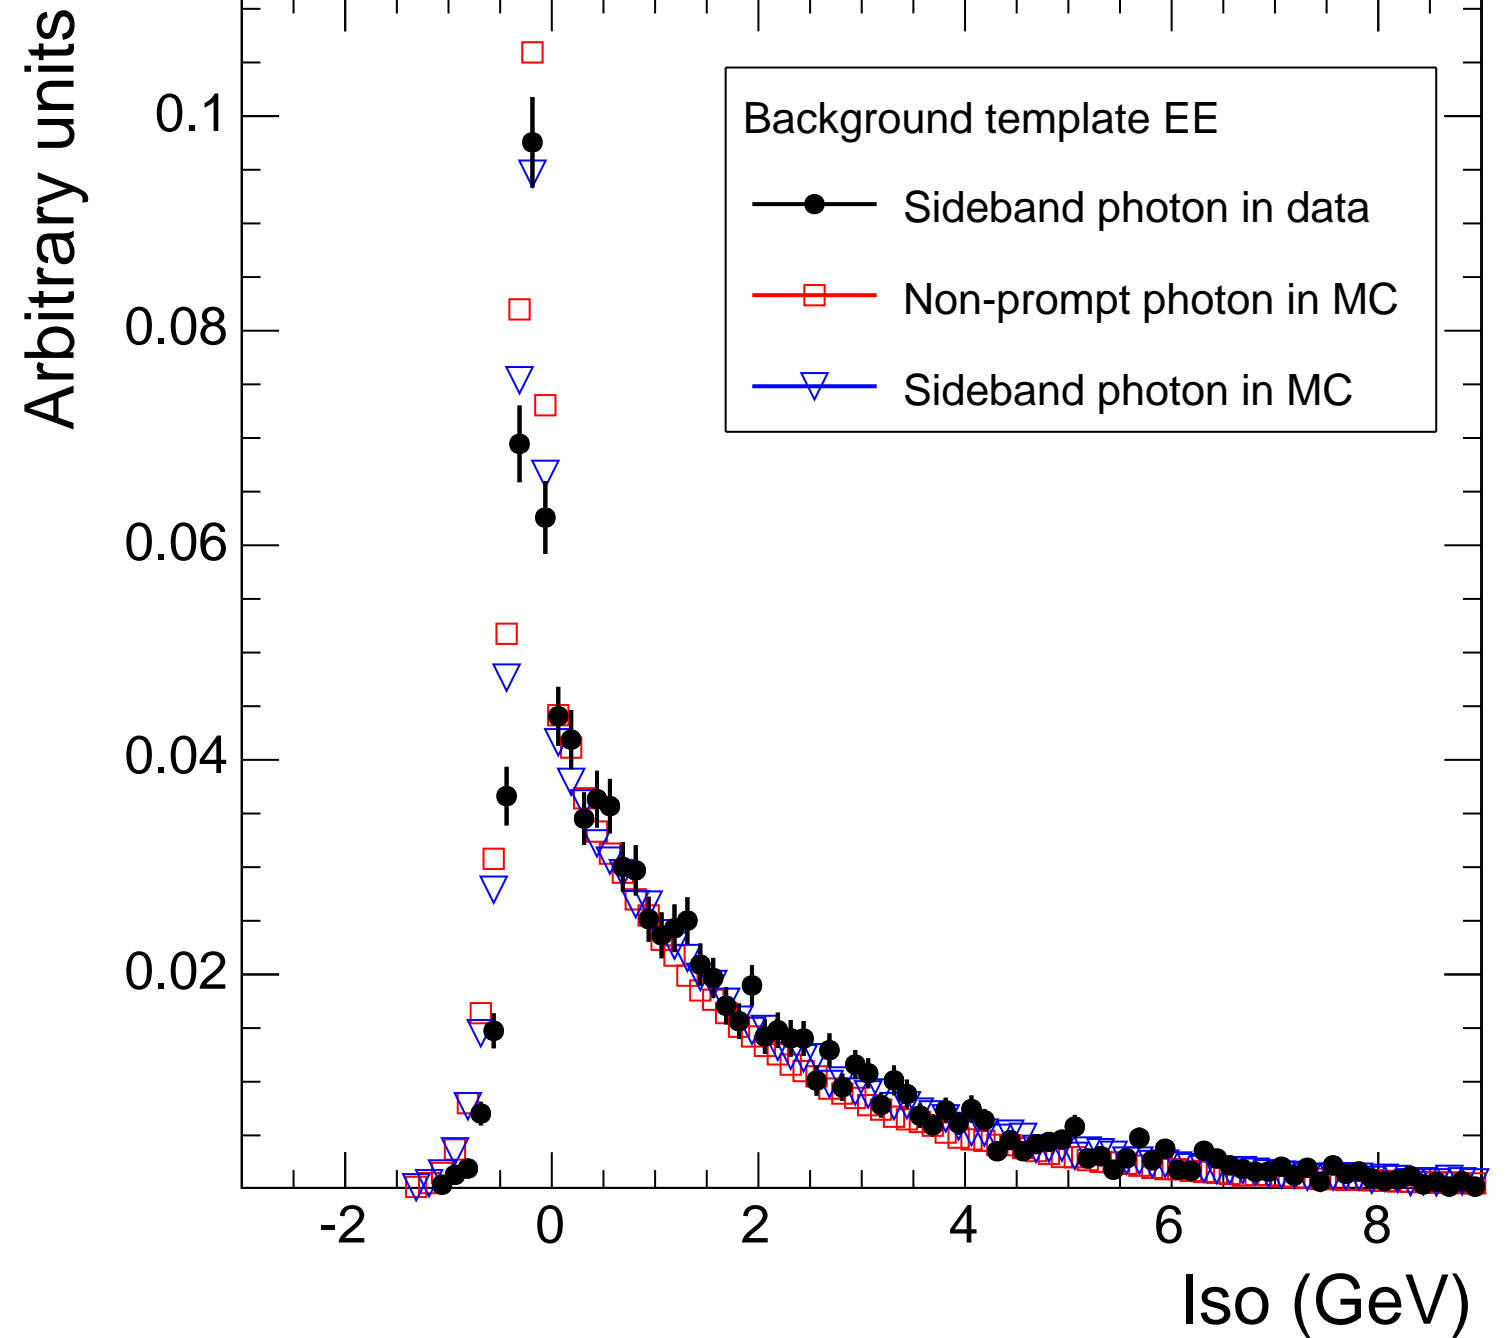 Arbitrary units
0.1
0.08
0.06
0.04
0.02
Background template EE
Sideband photon in data
Non-prompt photon in MC
Sideband photon in MC
-2 0 2 4 6 8
Iso (GeV)